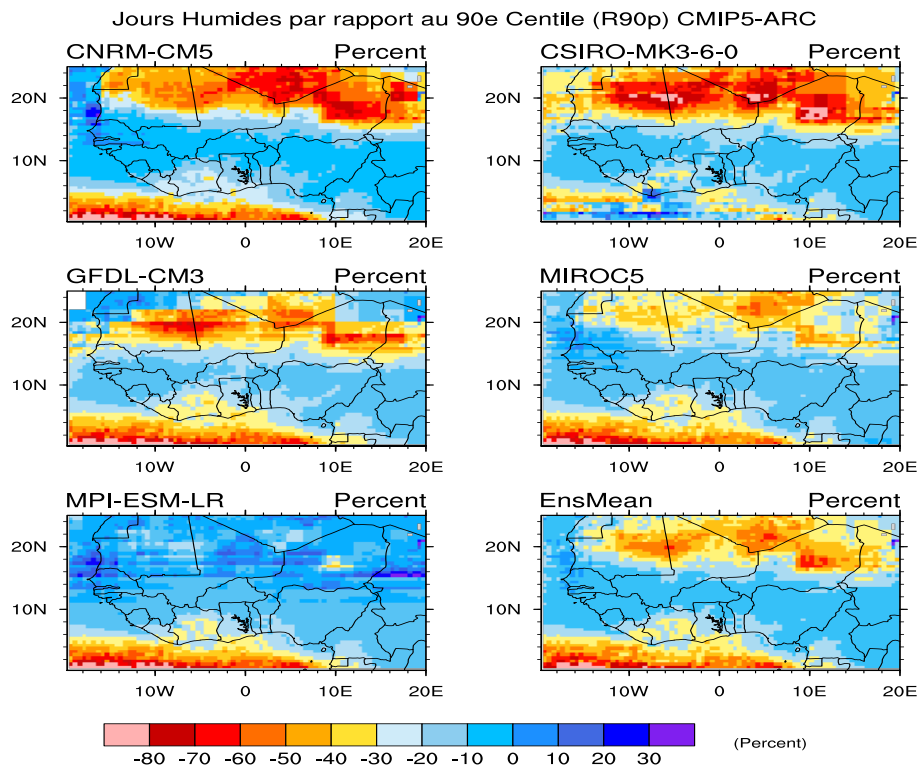 Jours Humides par rapport au 90e Centile (R90p) CMIP5-ARC
CNRM-CM5 Percent
CSIRO-MK3-6-0 Percent
20N
10N
10W 0 10E 20E
20N
10N
10W 0 10E 20E
GFDL-CM3 Percent
MIROC5 Percent
20N
10N
10W 0 10E 20E
20N
10N
10W 0 10E 20E
MPI-ESM-LR Percent
EnsMean Percent
20N
10N
10W 0 10E 20E
20N
10N
10W 0 10E 20E
-80 -70 -60 -50 -40 -30 -20 -10 0 10 20 30
(Percent)